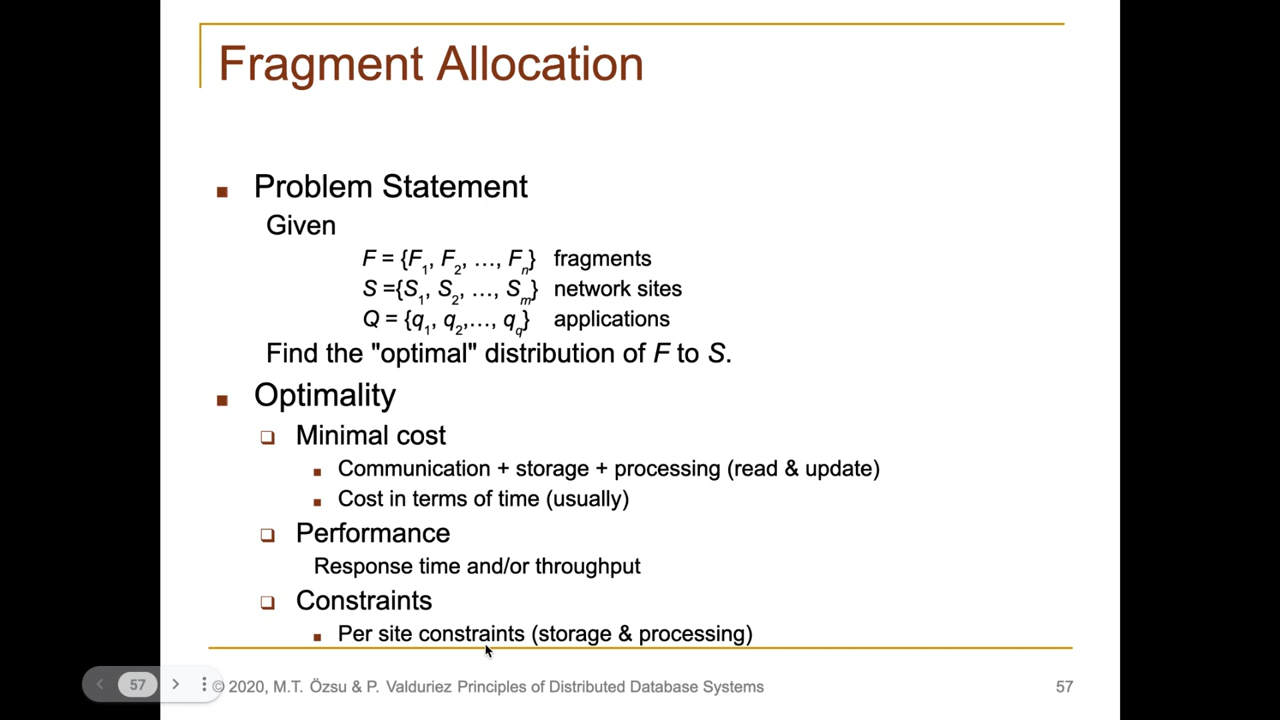 Fragment Allocation
Problem Statement
Given
F = {F1, F2, …, Fn} fragments
S ={S1, S2, …, Sm} network sites
Q = {q1, q2,…, qq} applications
Find the "optimal" distribution of F to S.
Optimality
Minimal cost
Communication + storage + processing (read & update)
Cost in terms of time (usually)
Performance
Response time and/or throughput
Constraints
Per site constraints (storage & processing)
57
© 2020, M.T. Özsu & P. Valduriez Principles of Distributed Database Systems
57